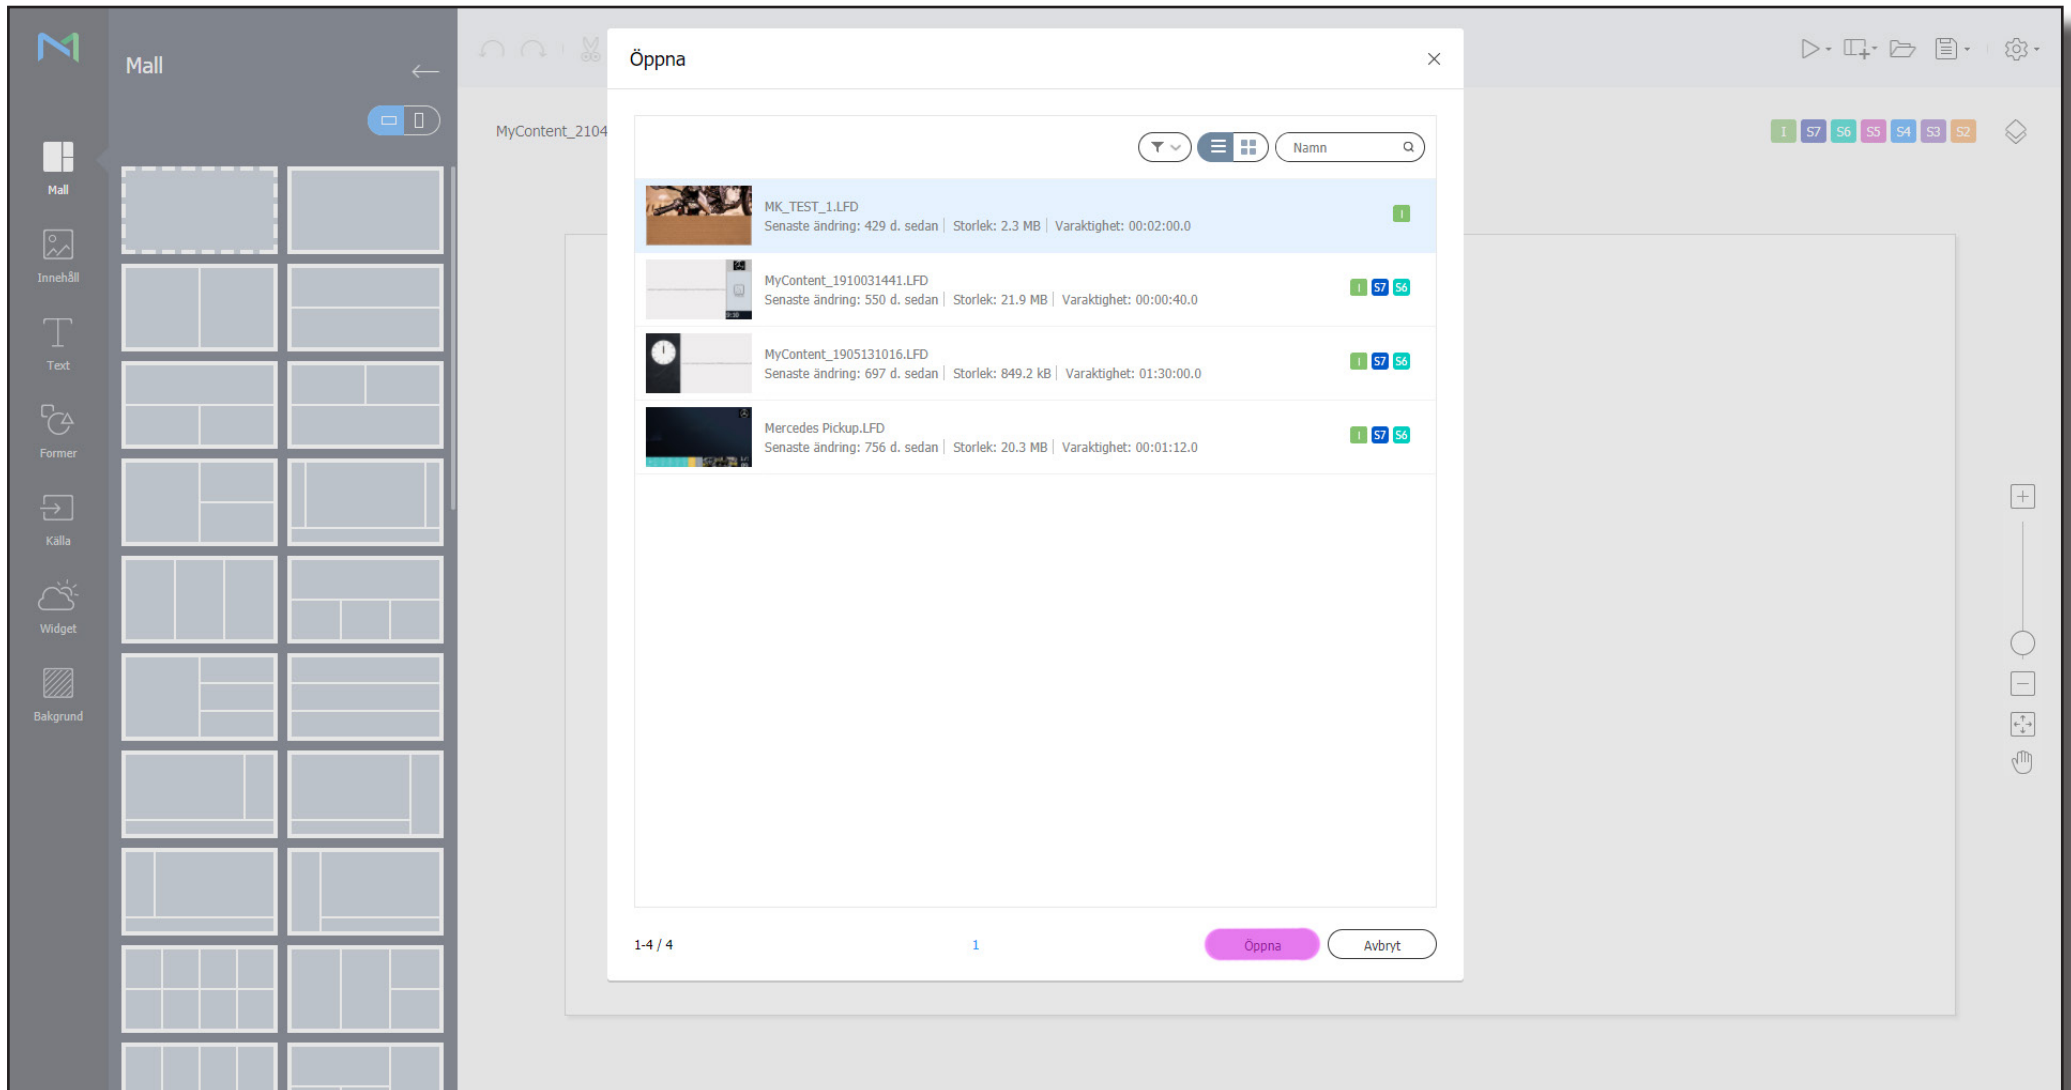 Mall
Mall
Innehåll
Text
Former
Källa
Widget
Bakgrund
MyContent_2104
Öppna
Namn
MK_TEST_1.LFD
Senaste ändring: 429 d. sedan | Storlek: 2.3 MB | Varaktighet: 00:02:00.0
I
MyContent_1910031441.LFD
Senaste ändring: 550 d. sedan | Storlek: 21.9 MB | Varaktighet: 00:00:40.0
I S7 S6
MyContent_1905131016.LFD
Senaste ändring: 697 d. sedan | Storlek: 849.2 kB | Varaktighet: 01:30:00.0
I S7 S6
Mercedes Pickup.LFD
Senaste ändring: 756 d. sedan | Storlek: 20.3 MB | Varaktighet: 00:01:12.0
I S7 S6
1-4 / 4
1
Öppna
Avbryt
I S7 S6 S5 S4 S3 S2